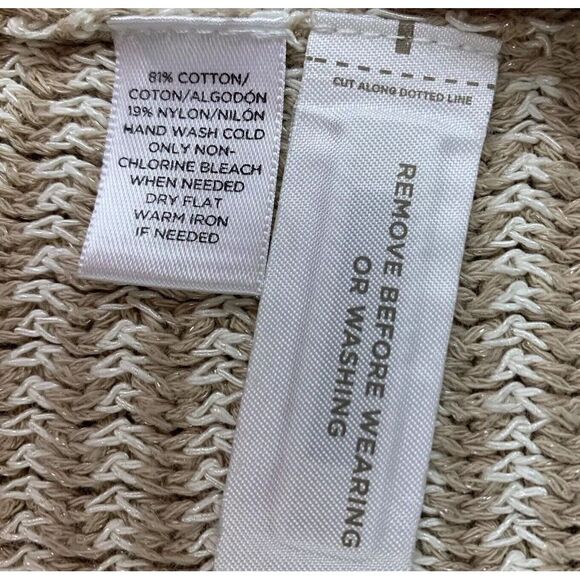 81% COTTON/
COTON/ALGODÓN
19% NYLON/NILÓN
HAND WASH COLD
ONLY NON-
CHLORINE BLEACH
WHEN NEEDED
DRY FLAT
WARM IRON
IF NEEDED
CUT ALONG DOTTED LINE
REMOVE BEFORE WEARING
OR WASHING